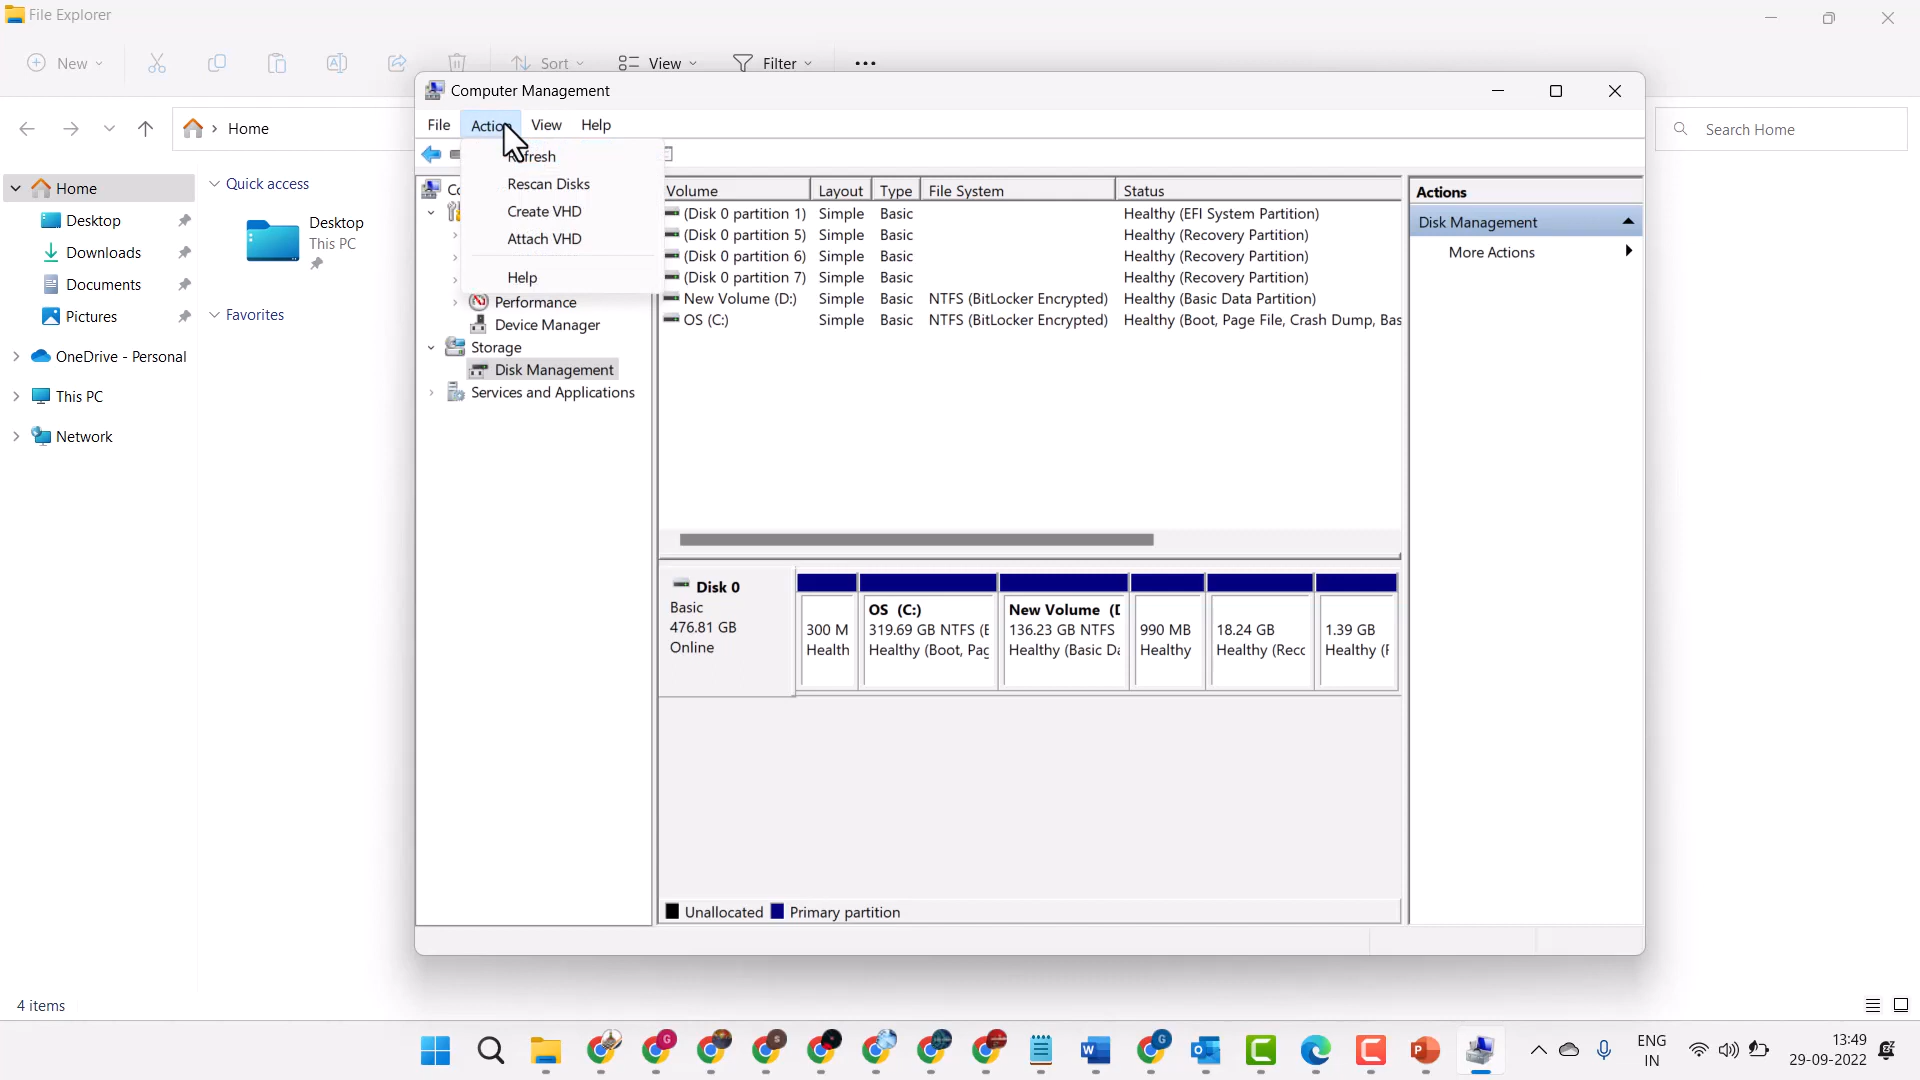 File Explorer
New
Sort
View
Filter
Home
Search Home
Home
Desktop
Downloads
Documents
Pictures
OneDrive - Personal
This PC
Network
Quick access
Desktop
This PC
Favorites
4 items
Computer Management
File
View
Help
Rescan Disks
Create VHD
Attach VHD
Help
Performance
Device Manager
Storage
Disk Management
Services and Applications
Volume Layout Type File System Status
(Disk 0 partition 1) Simple Basic Healthy (EFI System Partition)
(Disk 0 partition 5) Simple Basic Healthy (Recovery Partition)
(Disk 0 partition 6) Simple Basic Healthy (Recovery Partition)
(Disk 0 partition 7) Simple Basic Healthy (Recovery Partition)
New Volume (D:) Simple Basic NTFS (BitLocker Encrypted) Healthy (Basic Data Partition)
OS (C:) Simple Basic NTFS (BitLocker Encrypted) Healthy (Boot, Page File, Crash Dump, Bas
Disk 0
Basic
476.81 GB
Online
300 M
Health
OS (C:)
319.69 GB NTFS (E
Healthy (Boot, Pag
New Volume
136.23 GB NTFS
Healthy (Basic Da
990 MB
Healthy
18.24 GB
Healthy (Recc
1.39 GB
Healthy (
Unallocated
Primary partition
Actions
Disk Management
More Actions
ENG
IN
13:49
29-09-2022